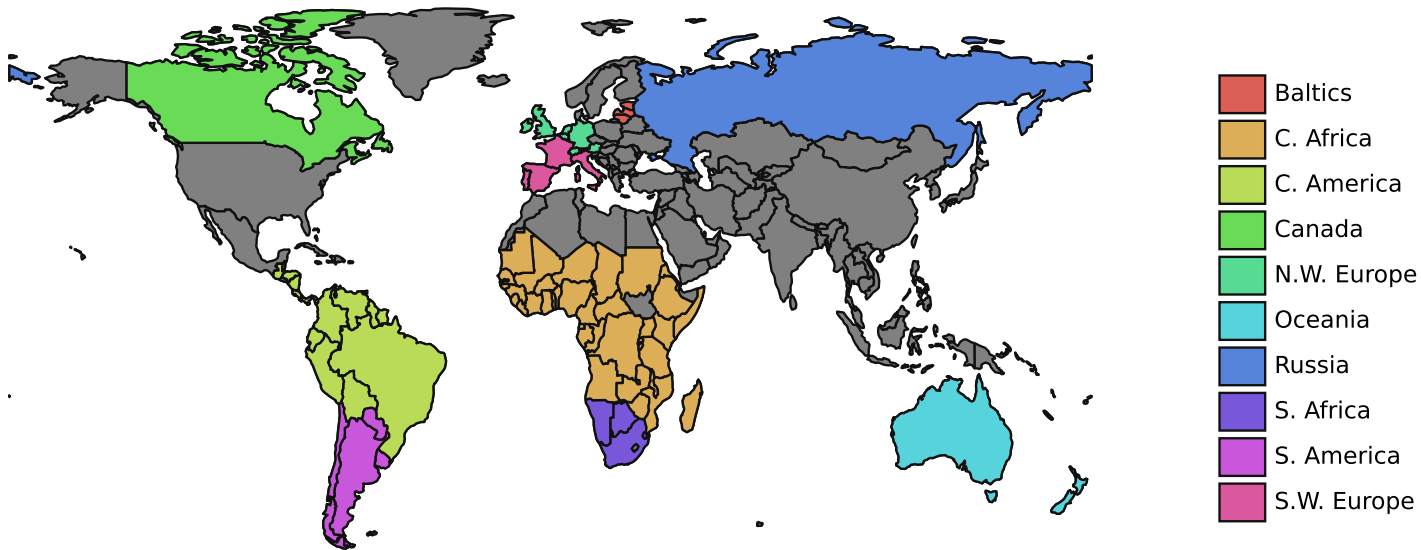 Baltics
C. Africa
C. America
Canada
N.W. Europe
Oceania
Russia
S. Africa
S. America
S.W. Europe